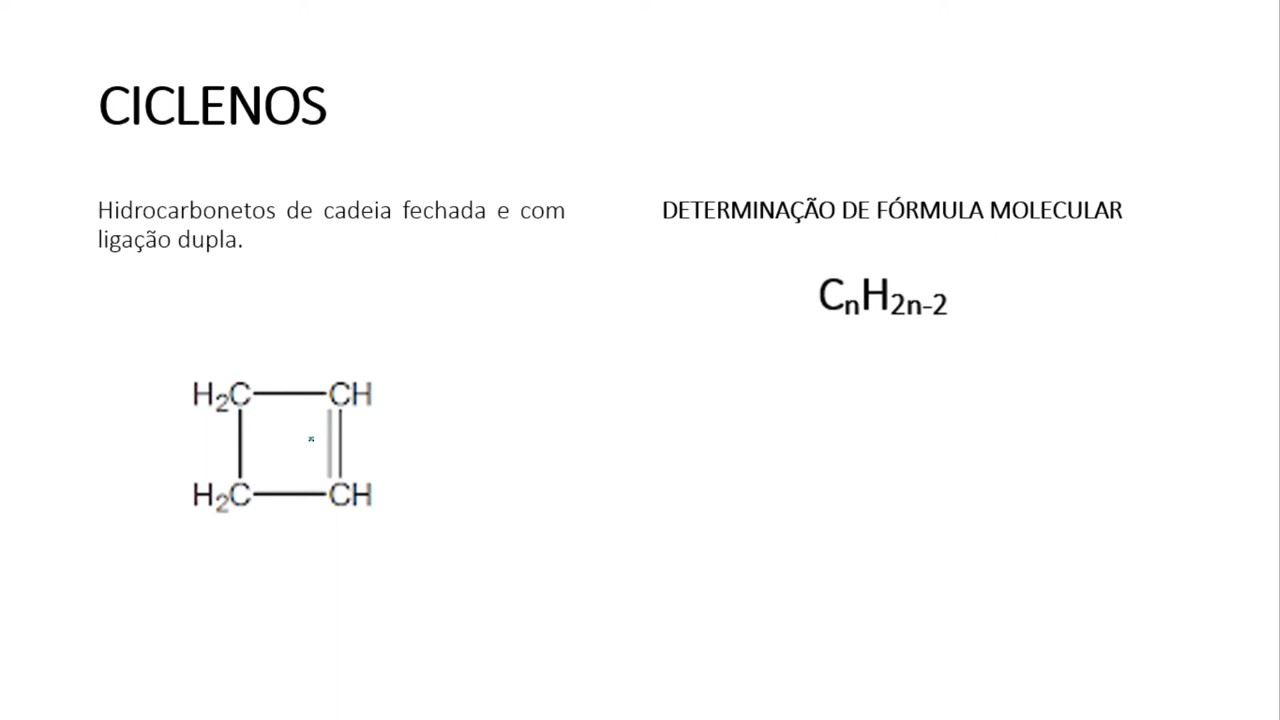 CICLENOS
Hidrocarbonetos de cadeia fechada e com
ligação dupla.
DETERMINAÇÃO DE FÓRMULA MOLECULAR
CₙH₂ₙ₋₂
H₂C CH
H₂C CH